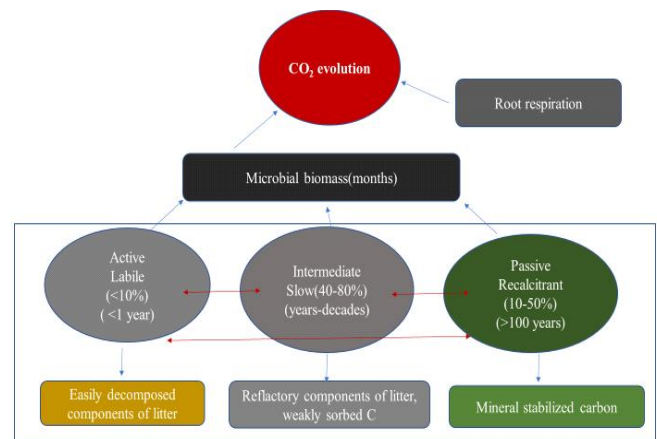 CO₂ evolution
Root respiration
Microbial biomass(months)
Active
Labile
(<10%)
( <1 year)
Intermediate
Slow(40-80%)
(years-decades)
Passive
Recalcitrant
(10-50%)
(>100 years)
Easily decomposed
components of litter
Reflactory components of litter,
weakly sorbed C
Mineral stabilized carbon